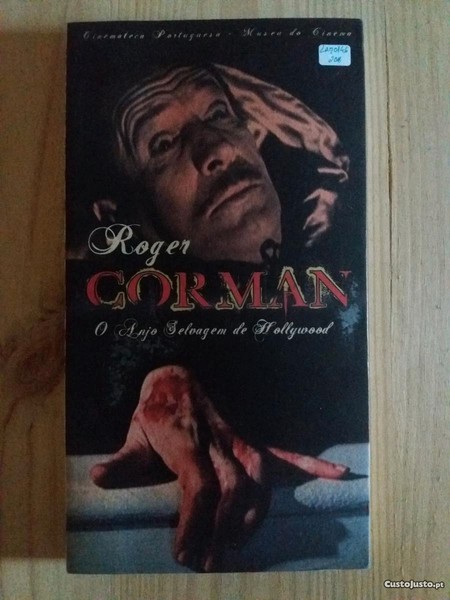 Cinemateca Portuguesa - Museu do Cinema
Roger
CORMAN
O Anjo Selvagem de Hollywood
CustoJusto.pt